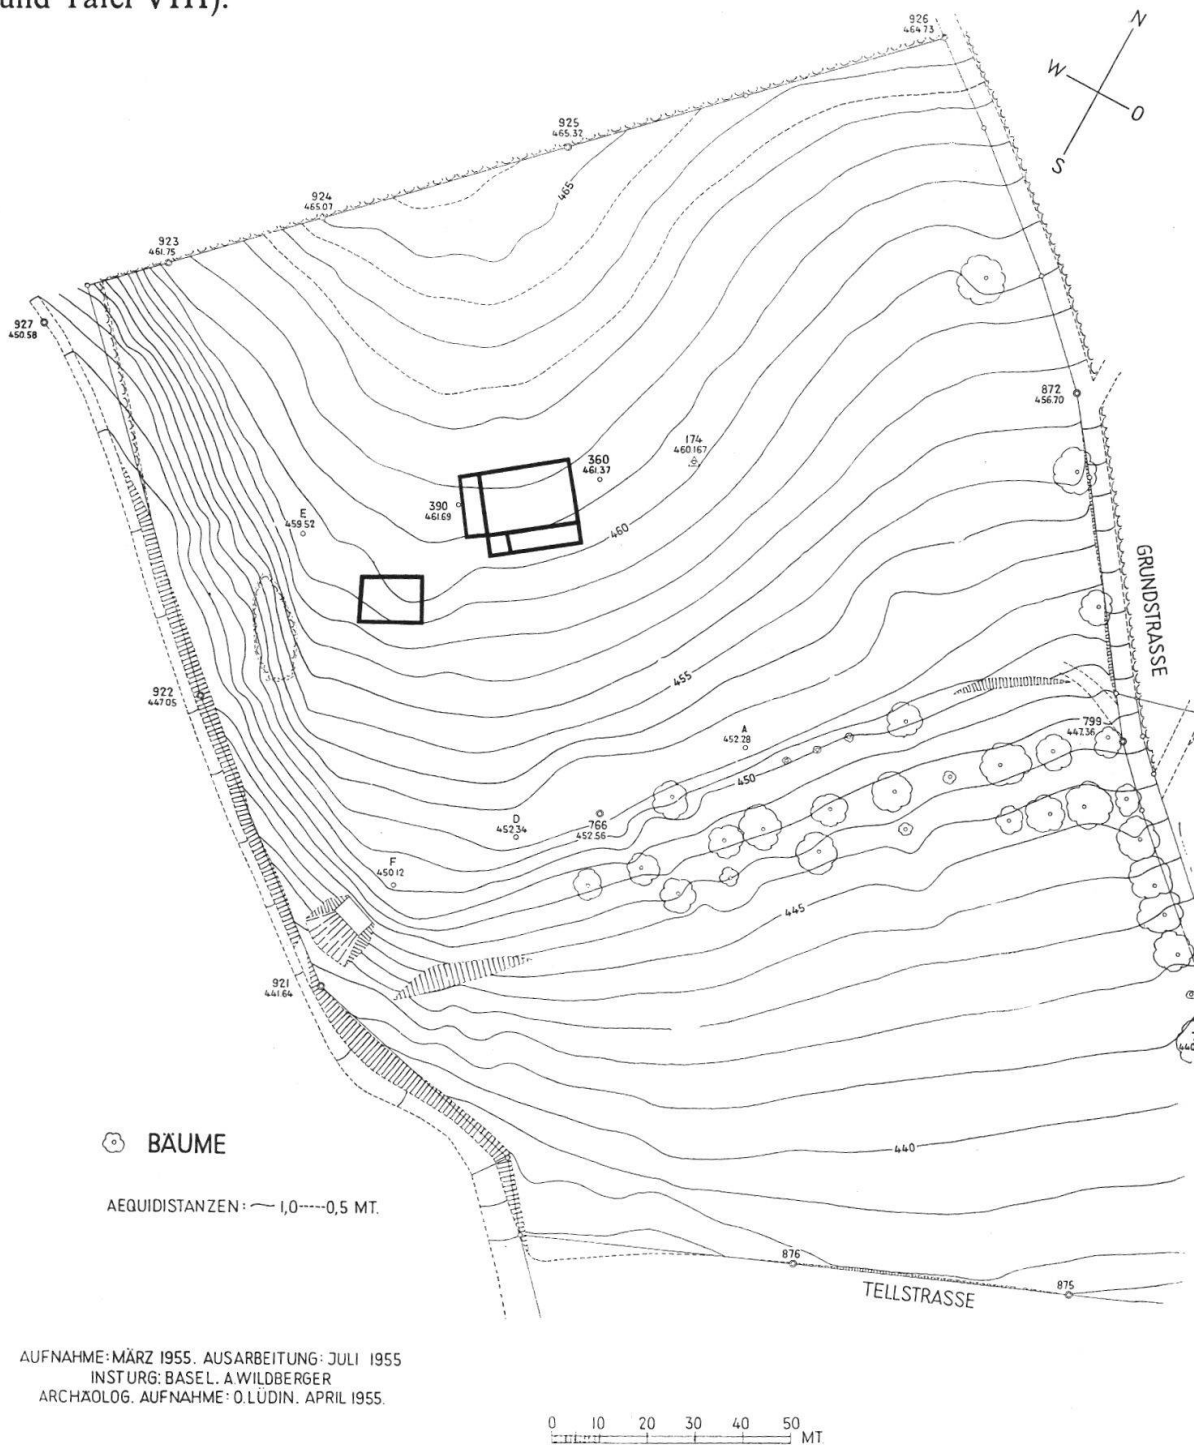 und Tafel VIII).
926
464.73
N
W
O
S
925
465.32
465
924
465.07
923
461.75
927
450.58
872
456.70
174
460.167
360
461.37
390
461.69
E
459.52
460
GRUNDSTRASSE
455
922
447.05
A
452.28
799
447.36
450
D
452.34
766
452.56
F
450.12
445
921
441.64
440
BÄUME
440
AEQUIDISTANZEN: 1,0 ---- 0,5 MT.
876
875
TELLSTRASSE
AUFNAHME: MÄRZ 1955. AUSARBEITUNG: JULI 1955
INST URG: BASEL. A. WILDBERGER
ARCHÄOLOG. AUFNAHME: O. LÜDIN. APRIL 1955.
0 10 20 30 40 50
MT.